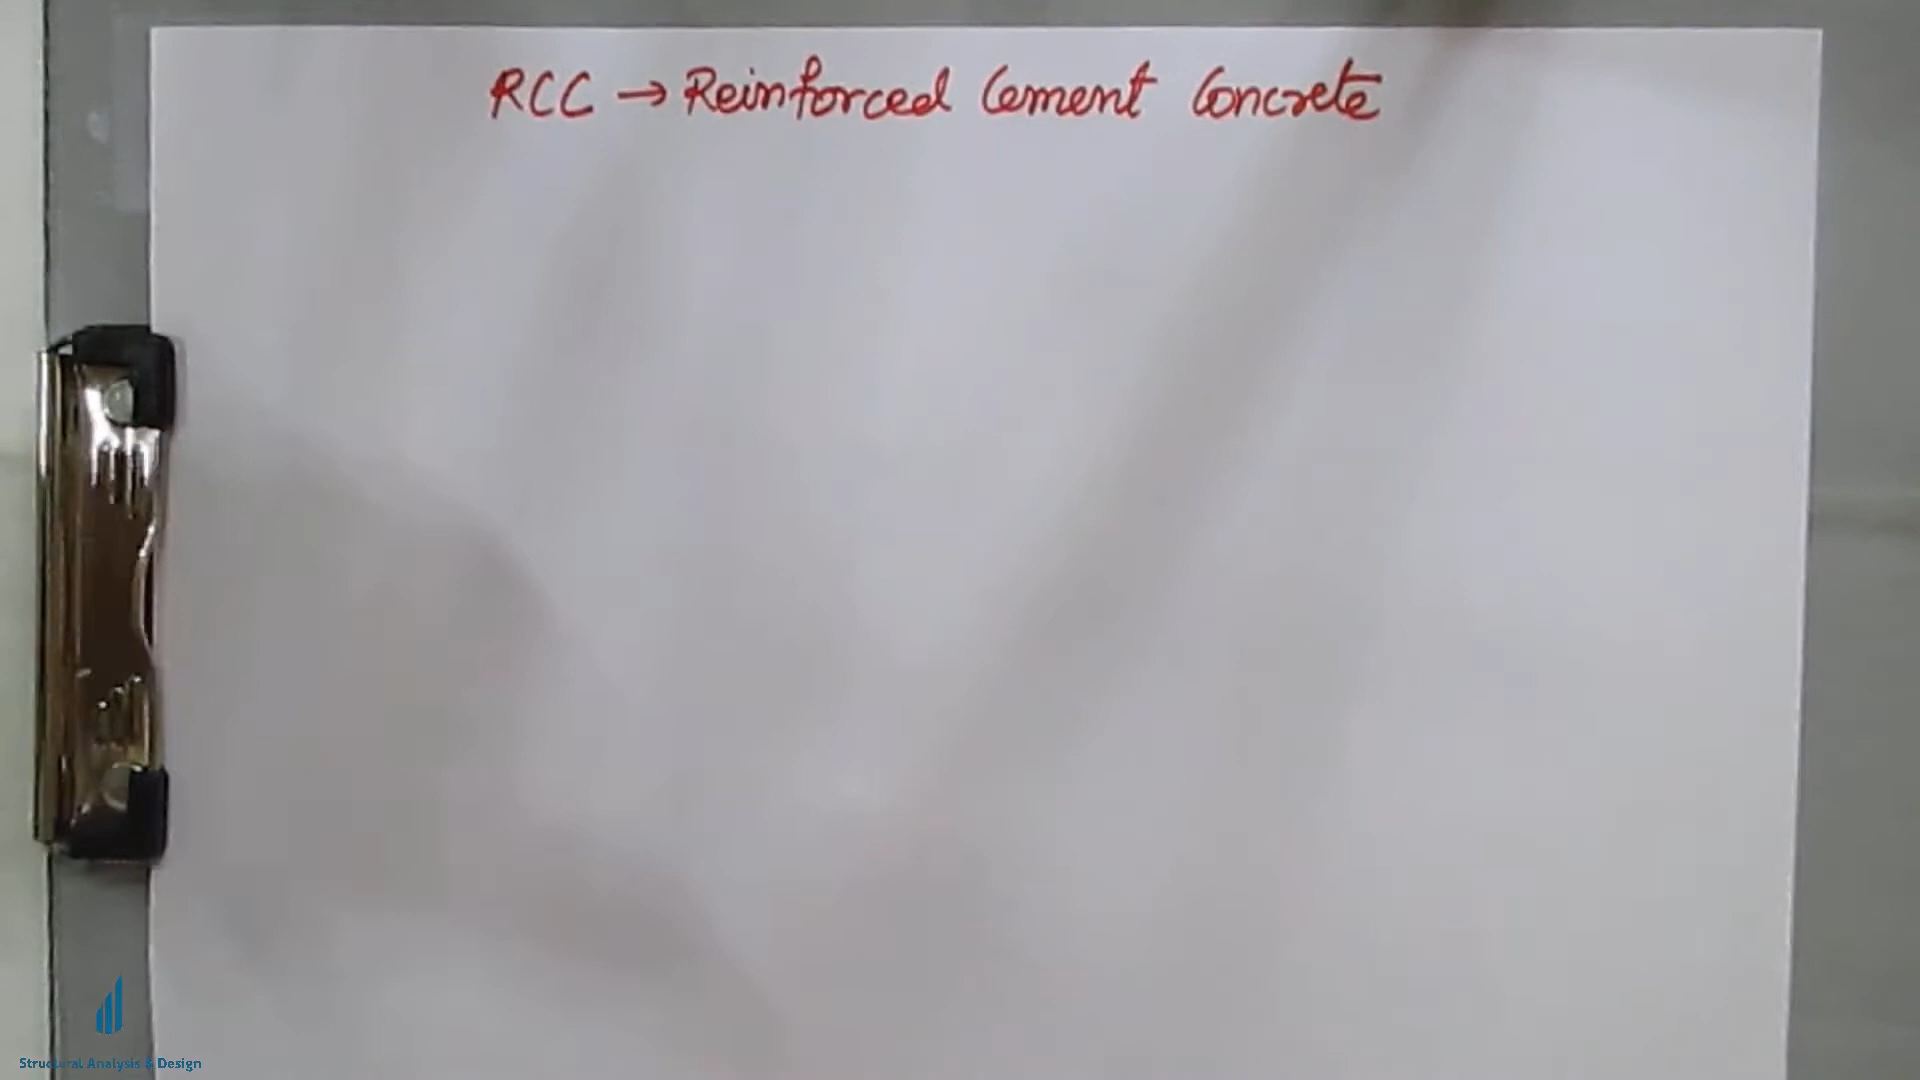 RCC → Reinforced Cement Concrete
Structural Analysis & Design